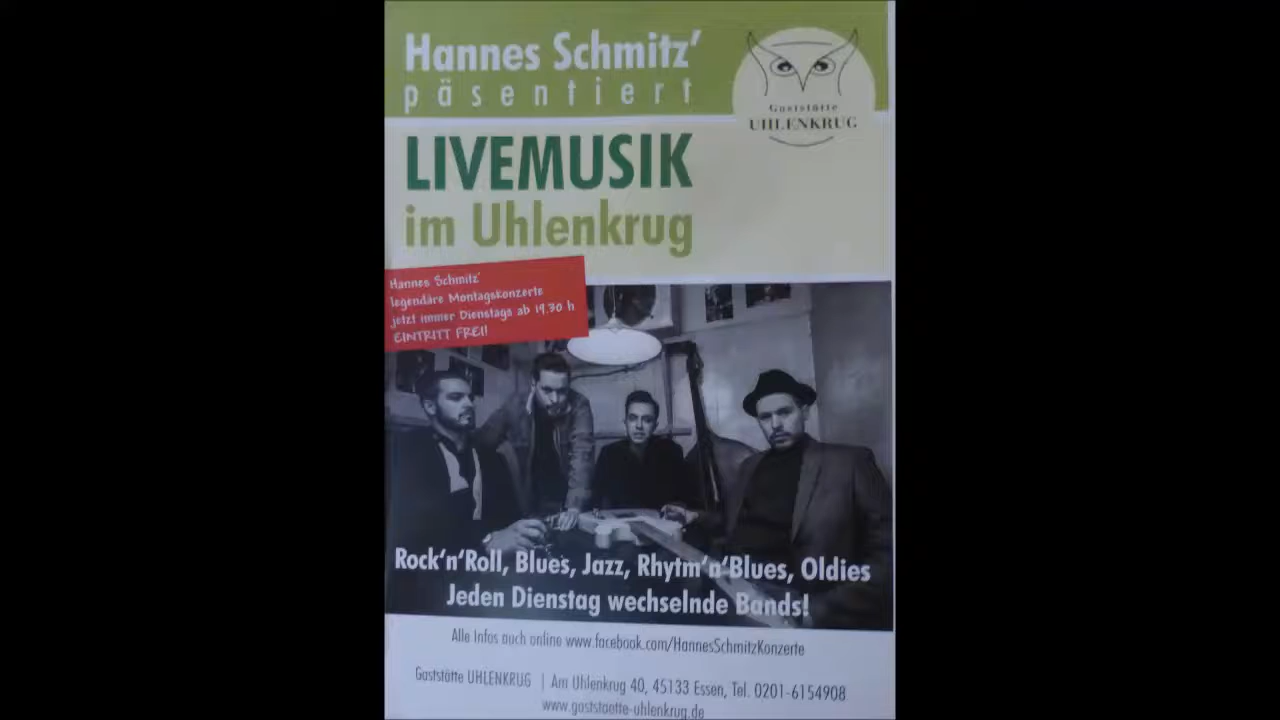 Hannes Schmitz’
päsentiert
Gaststätte
UHLENKRUG
LIVEMUSIK
im Uhlenkrug
Hannes Schmitz'
legendäre Montagskonzerte
jetzt immer Dienstags ab 19.30 h
EINTRITT FREI!
Rock‘n‘Roll, Blues, Jazz, Rhytm‘n‘Blues, Oldies
Jeden Dienstag wechselnde Bands!
Alle Infos auch online www.facebook.com/HannesSchmitzKonzerte
Gaststätte UHLENKRUG | Am Uhlenkrug 40, 45133 Essen, Tel. 0201-6154908
www.gaststaette-uhlenkrug.de